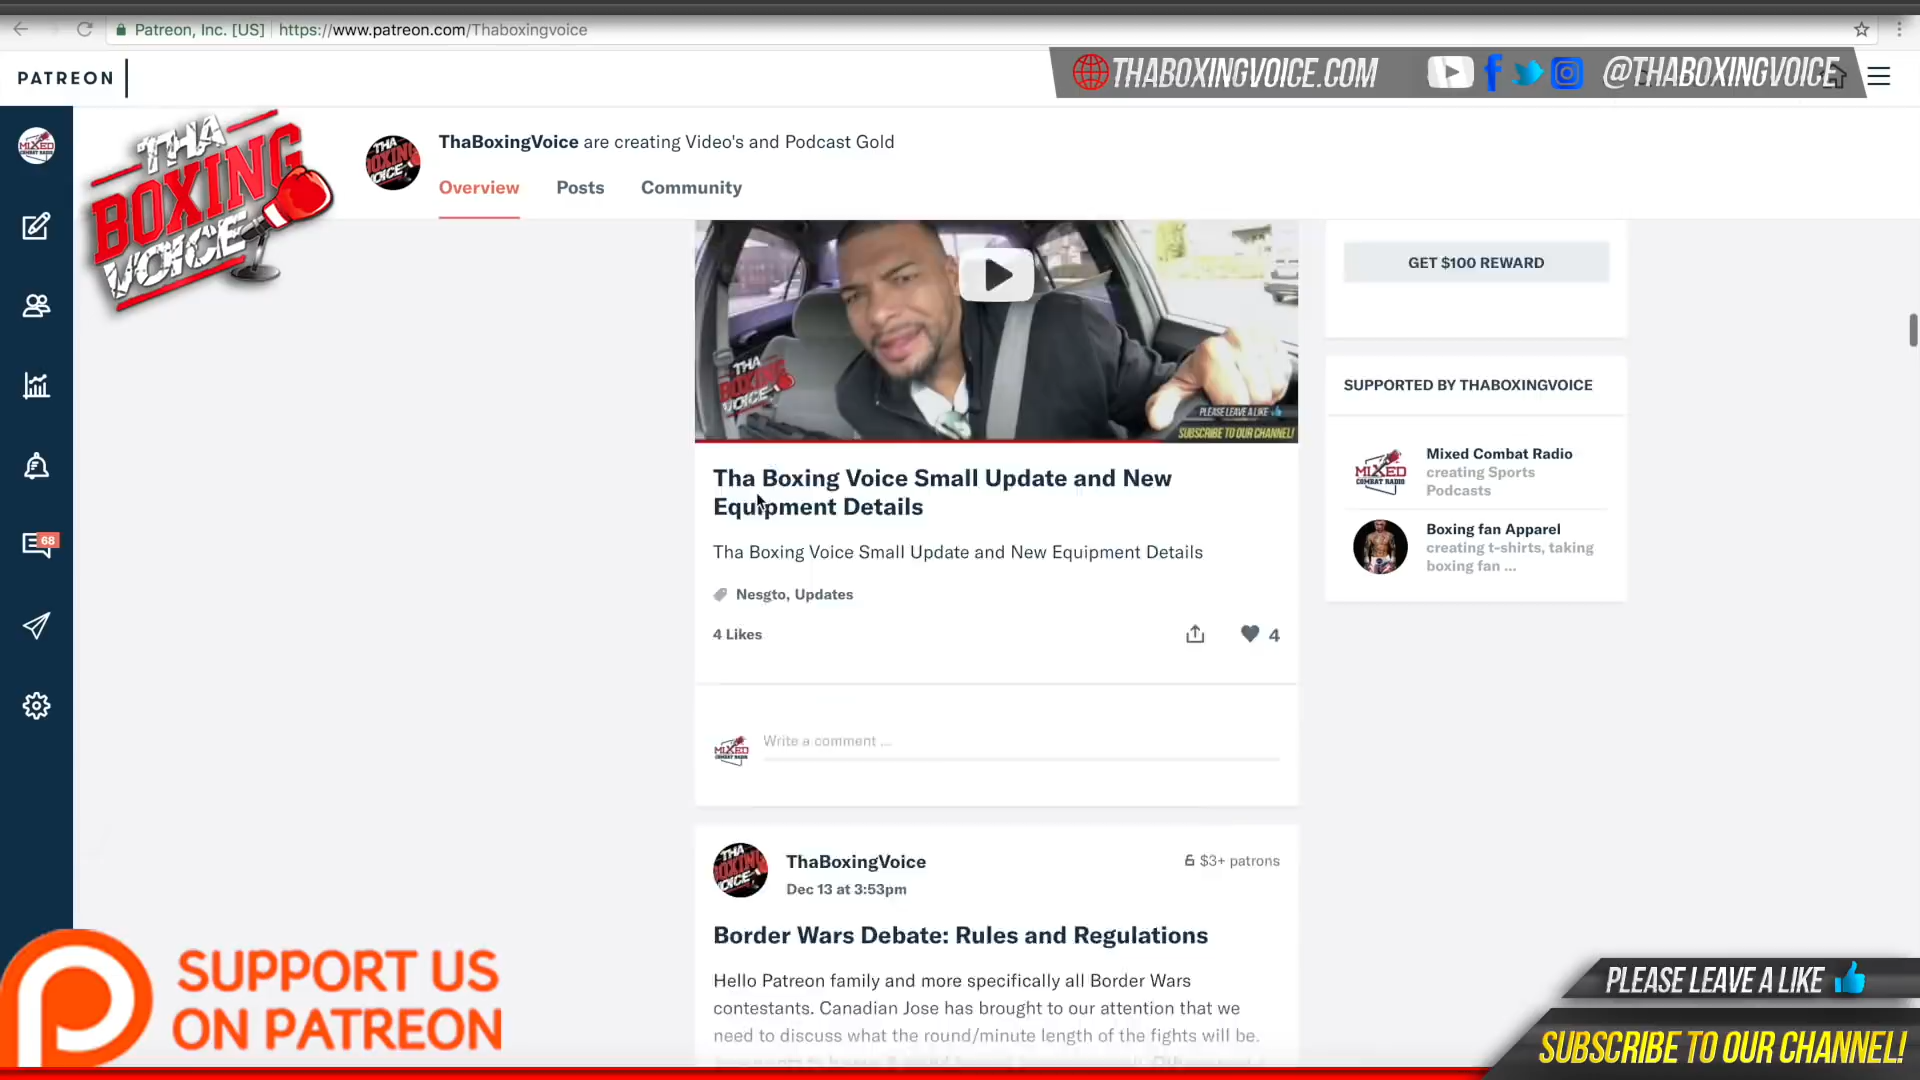 Patreon, Inc. [US] https://www.patreon.com/Thaboxingvoice
PATREON
THABOXINGVOICE.COM @THABOXINGVOICE
THA
BOXING
VOICE
ThaBoxingVoice are creating Video's and Podcast Gold
Overview Posts Community
GET $100 REWARD
THA
BOXING
VOICE
PLEASE LEAVE A LIKE
SUBSCRIBE TO OUR CHANNEL!
SUPPORTED BY THABOXINGVOICE
MIXED
COMBAT RADIO
Mixed Combat Radio
creating Sports
Podcasts
Boxing fan Apparel
creating t-shirts, taking
boxing fan ...
68
Tha Boxing Voice Small Update and New
Equipment Details
Tha Boxing Voice Small Update and New Equipment Details
Nesgto, Updates
4 Likes
4
Write a comment ...
ThaBoxingVoice
$3+ patrons
Dec 13 at 3:53pm
Border Wars Debate: Rules and Regulations
Hello Patreon family and more specifically all Border Wars
contestants. Canadian Jose has brought to our attention that we
need to discuss what the round/minute length of the fights will be.
SUPPORT US
ON PATREON
PLEASE LEAVE A LIKE
SUBSCRIBE TO OUR CHANNEL!